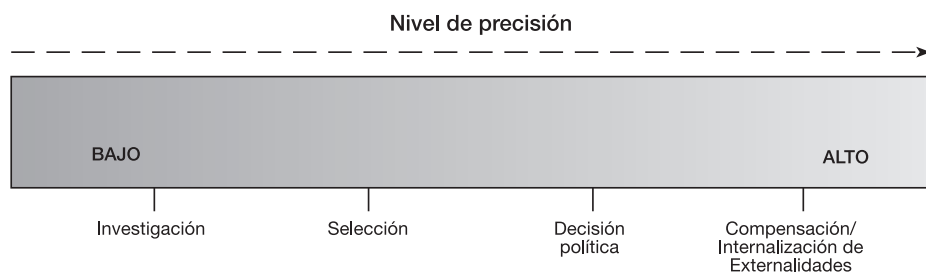 Nivel de precisión
BAJO
ALTO
Investigación
Selección
Decisión
política
Compensación/
Internalización de
Externalidades